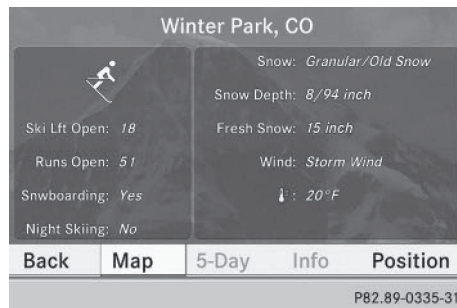 Winter Park, CO
Ski Lft Open: 18
Runs Open: 51
Snwboarding: Yes
Night Skiing: No
Snow: Granular/Old Snow
Snow Depth: 8/94 inch
Fresh Snow: 15 inch
Wind: Storm Wind
: 20°F
Back Map 5-Day Info Position
P82.89-0335-31